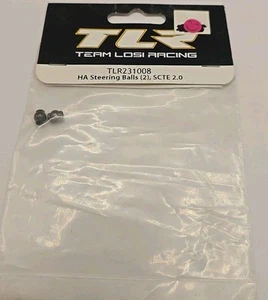 TLR
TEAM LOSI RACING
TLR231008
HA Steering Balls (2), SCTE 2.0